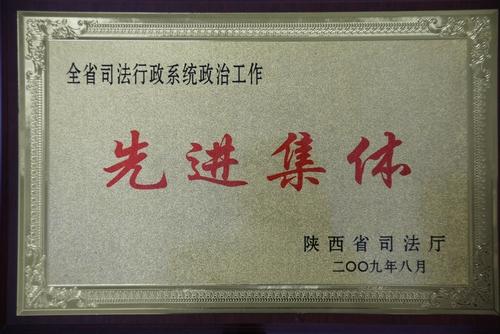 全省司法行政系统政治工作
先进集体
陕西省司法厅
二〇〇九年八月